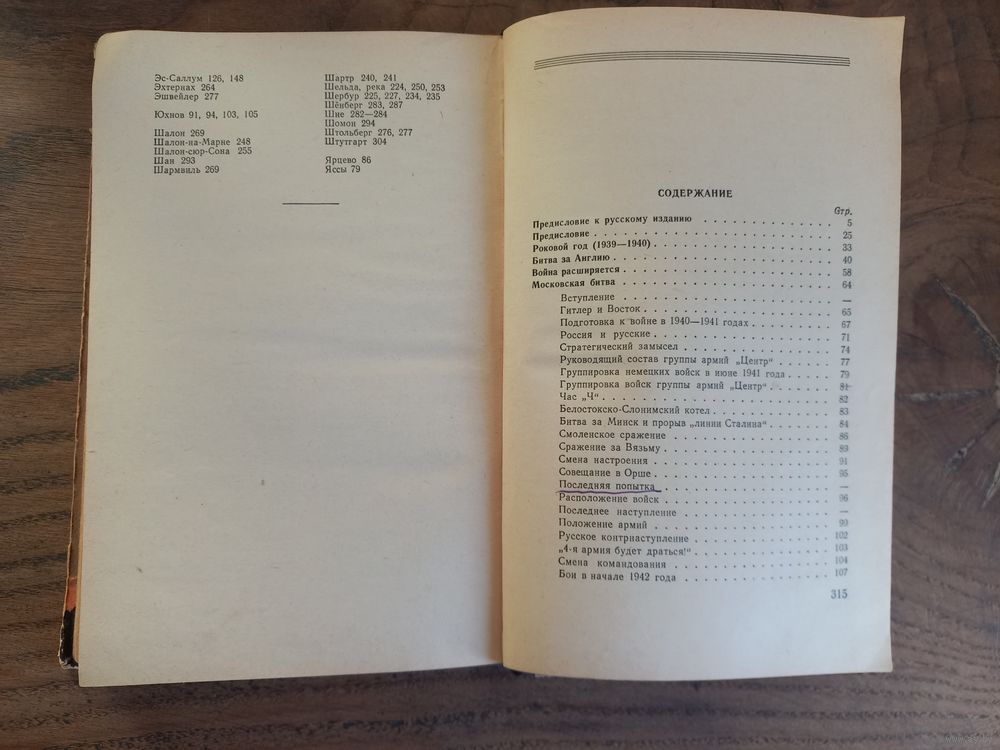 Эс-Саллум 126, 148
Эхтернах 264
Эшвейлер 277
Юхнов 91, 94, 103, 105
Шалон 269
Шалон-на-Марне 248
Шалон-сюр-Сона 255
Шан 293
Шармвиль 269
Шартр 240, 241
Шельда, река 224, 250, 253
Шербур 225, 227, 234, 235
Шёнберг 283, 287
Шне 282—284
Шомон 294
Штольберг 276, 277
Штутгарт 304
Ярцево 86
Яссы 79
СОДЕРЖАНИЕ
Стр.
Предисловие к русскому изданию . . . . . . . . . . . 5
Предисловие . . . . . . . . . . . . . . . . . . . . 25
Роковой год (1939—1940) . . . . . . . . . . . . . . 33
Битва за Англию . . . . . . . . . . . . . . . . . . 40
Война расширяется . . . . . . . . . . . . . . . . . 58
Московская битва . . . . . . . . . . . . . . . . . 64
Вступление . . . . . . . . . . . . . . . . . —
Гитлер и Восток . . . . . . . . . . . . . . . 65
Подготовка к войне в 1940—1941 годах . . . . . . . 67
Россия и русские . . . . . . . . . . . . . . 71
Стратегический замысел . . . . . . . . . . . . 74
Руководящий состав группы армий „Центр“ . . . . . 77
Группировка немецких войск в июне 1941 года . . . . . 79
Группировка войск группы армий „Центр“ . . . . . 81
Час „Ч“ . . . . . . . . . . . . . . . . . . 82
Белостокско-Слонимский котел . . . . . . . . . . 83
Битва за Минск и прорыв „линии Сталина“ . . . . . 84
Смоленское сражение . . . . . . . . . . . . . 86
Сражение за Вязьму . . . . . . . . . . . . . 89
Смена настроения . . . . . . . . . . . . . . 91
Совещание в Орше . . . . . . . . . . . . . . 95
Последняя попытка . . . . . . . . . . . . . . —
Расположение войск . . . . . . . . . . . . . 96
Последнее наступление . . . . . . . . . . . . —
Положение армий . . . . . . . . . . . . . . 99
Русское контрнаступление . . . . . . . . . . . 102
„4-я армия будет драться!“ . . . . . . . . . . . 103
Смена командования . . . . . . . . . . . . . 104
Бои в начале 1942 года . . . . . . . . . . . . 107
315